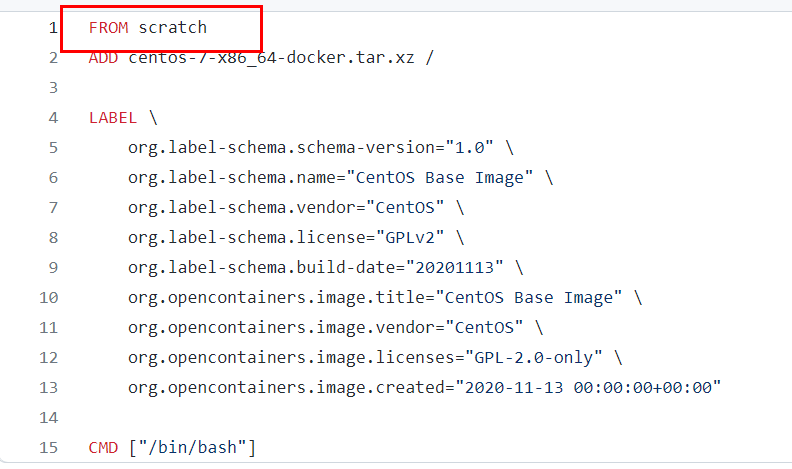 1 FROM scratch
2 ADD centos-7-x86_64-docker.tar.xz /
3
4 LABEL \
5 org.label-schema.schema-version="1.0" \
6 org.label-schema.name="CentOS Base Image" \
7 org.label-schema.vendor="CentOS" \
8 org.label-schema.license="GPLv2" \
9 org.label-schema.build-date="20201113" \
10 org.opencontainers.image.title="CentOS Base Image" \
11 org.opencontainers.image.vendor="CentOS" \
12 org.opencontainers.image.licenses="GPL-2.0-only" \
13 org.opencontainers.image.created="2020-11-13 00:00:00+00:00"
14
15 CMD ["/bin/bash"]